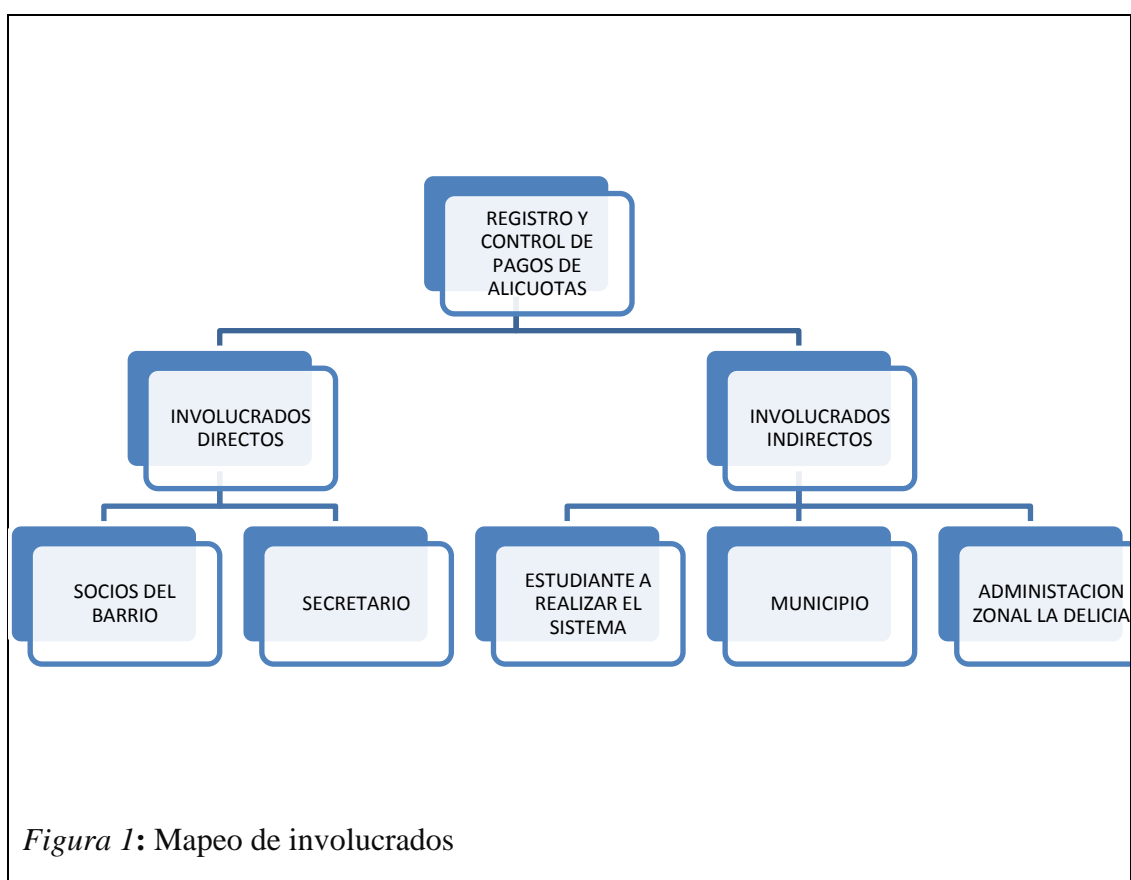 REGISTRO Y
CONTROL DE
PAGOS DE
ALICUOTAS
INVOLUCRADOS
DIRECTOS
INVOLUCRADOS
INDIRECTOS
SOCIOS DEL
BARRIO
SECRETARIO
ESTUDIANTE A
REALIZAR EL
SISTEMA
MUNICIPIO
ADMINISTACION
ZONAL LA DELICIA
Figura 1: Mapeo de involucrados